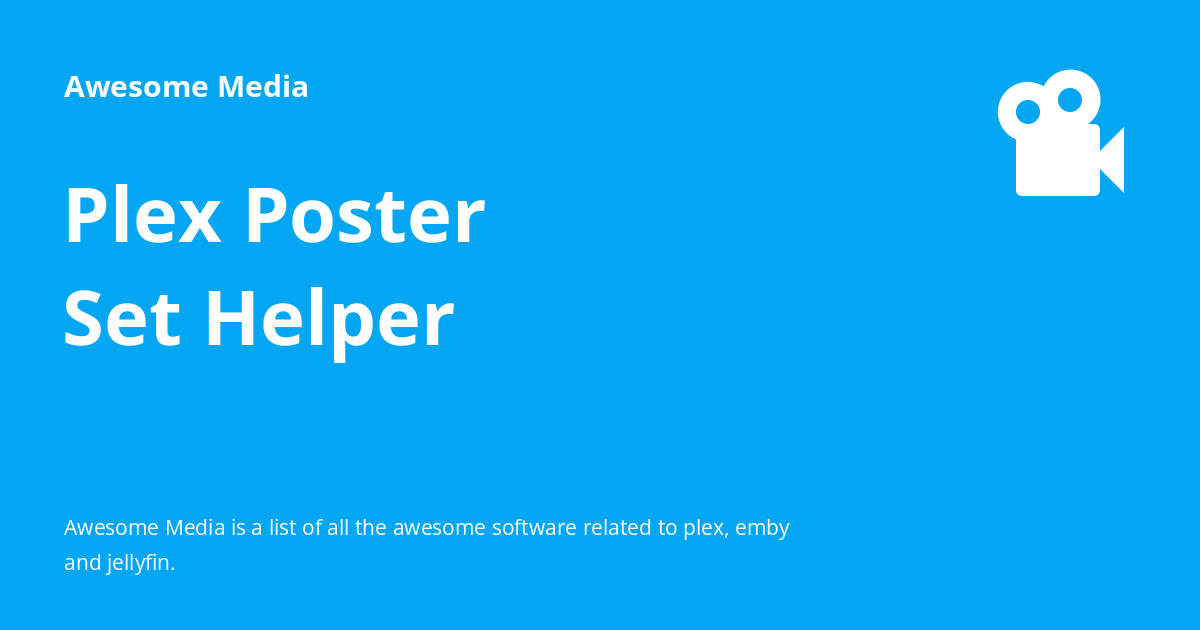 Awesome Media
Plex Poster
Set Helper
Awesome Media is a list of all the awesome software related to plex, emby
and jellyfin.